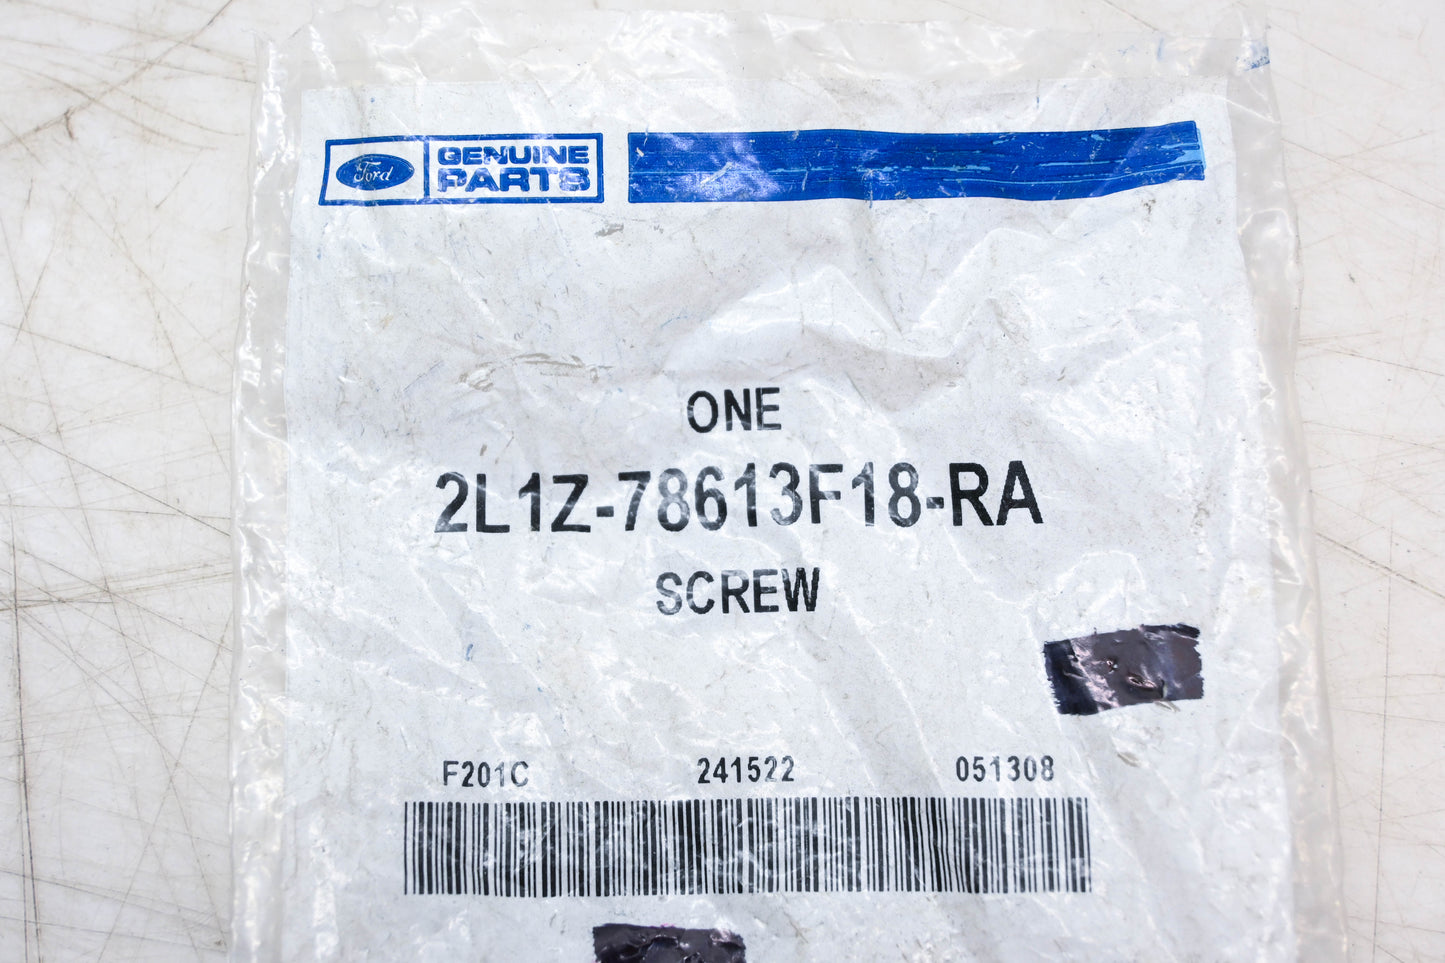 Ford GENUINE
PARTS
ONE
2L1Z-78613F18-RA
SCREW
F201C 241522 051308